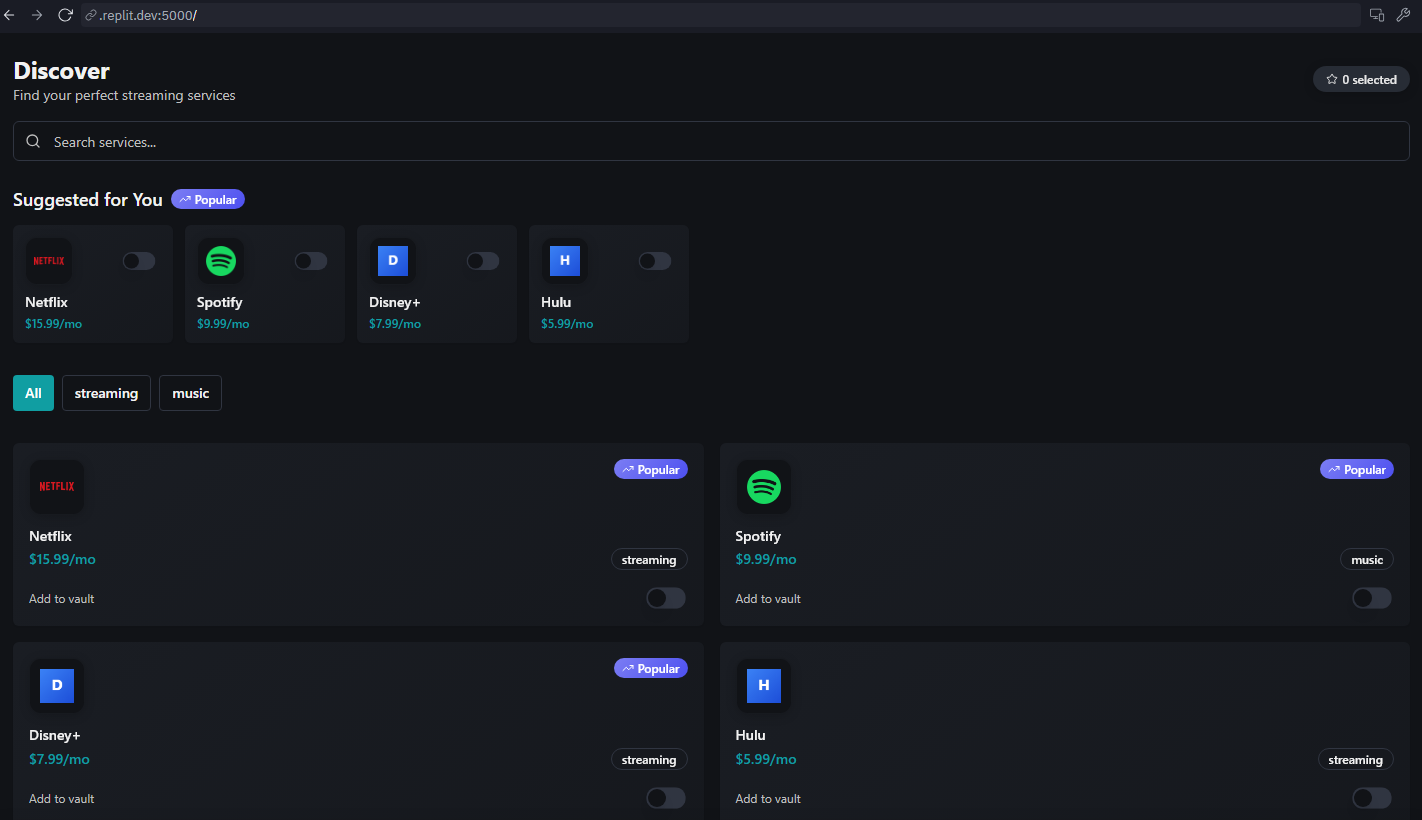 .replit.dev:5000/
Discover
Find your perfect streaming services
0 selected
Search services...
Suggested for You
Popular
NETFLIX
Netflix
$15.99/mo
Spotify
$9.99/mo
D
Disney+
$7.99/mo
H
Hulu
$5.99/mo
All
streaming
music
NETFLIX
Popular
Netflix
$15.99/mo
streaming
Add to vault
Popular
Spotify
$9.99/mo
music
Add to vault
D
Popular
Disney+
$7.99/mo
streaming
Add to vault
H
Hulu
$5.99/mo
streaming
Add to vault